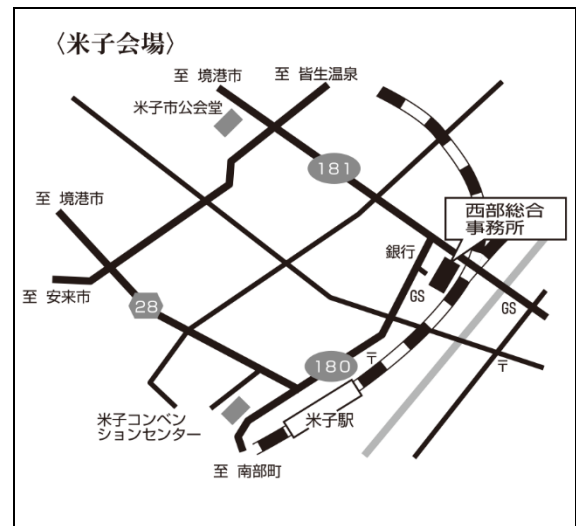 〈米子会場〉
至 境港市
至 皆生温泉
米子市公会堂
181
至 境港市
西部総合
事務所
銀行
至 安来市
28
GS
GS
180
〒
〒
米子コンベン
ションセンター
米子駅
至 南部町